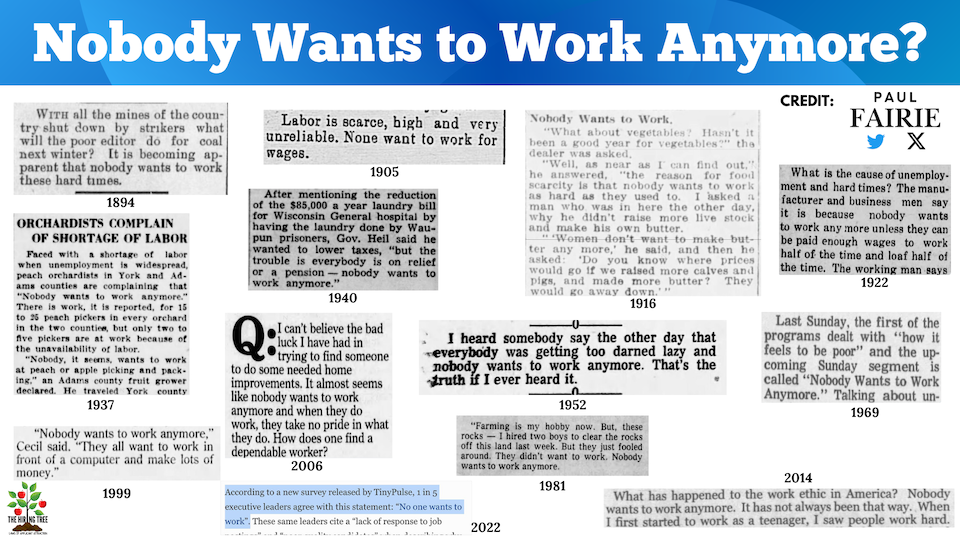 Nobody Wants to Work Anymore?
CREDIT:
PAUL
FAIRIE
X
WITH all the mines of the coun-
try shut down by strikers what
will the poor editor do for coal
next winter? It is becoming ap-
parent that nobody wants to work
these hard times.
1894
Labor is scarce, high and very
unreliable. None want to work for
wages.
1905
Nobody Wants to Work.
"What about vegetables? Hasn't it
been a good year for vegetables?" the
dealer was asked.
"Well, as near as I can find out,"
he answered, "the reason for food
scarcity is that nobody wants to work
as hard as they used to. I asked a
man who was in here the other day,
why he didn't raise more live stock
and make his own butter.
"'Women don't want to make but-
ter any more,' he said, and then he
asked: 'Do you know where prices
would go if we raised more calves and
pigs, and made more butter? They
would go away down.'"
1916
What is the cause of unemploy-
ment and hard times? The manu-
facturer and business men say
it is because nobody wants
to work any more unless they can
be paid enough wages to work
half of the time and loaf half of
the time. The working man says
1922
ORCHARDISTS COMPLAIN
OF SHORTAGE OF LABOR
Faced with a shortage of labor
when unemployment is widespread,
peach orchardists in York and Ad-
ams counties are complaining that
"Nobody wants to work anymore."
There is work, it is reported, for 15
to 25 peach pickers in every orchard
in the two counties, but only two to
five pickers are at work because of
the unavailability of labor.
"Nobody, it seems, wants to work
at peach or apple picking and pack-
ing," an Adams county fruit grower
declared. He traveled York county
1937
After mentioning the reduction
of the $85,000 a year laundry bill
for Wisconsin General hospital by
having the laundry done by Wau-
pun prisoners, Gov. Heil said he
wanted to lower taxes, "but the
trouble is everybody is on relief
or a pension — nobody wants to
work anymore."
1940
Q: I can't believe the bad
luck I have had in
trying to find someone
to do some needed home
improvements. It almost seems
like nobody wants to work
anymore and when they do
work, they take no pride in what
they do. How does one find a
dependable worker?
2006
I heard somebody say the other day that
everybody was getting too darned lazy and
nobody wants to work anymore. That's the
truth if I ever heard it.
1952
Last Sunday, the first of the
programs dealt with "how it
feels to be poor" and the up-
coming Sunday segment is
called "Nobody Wants to Work
Anymore." Talking about un-
1969
"Nobody wants to work anymore,"
Cecil said. "They all want to work in
front of a computer and make lots of
money."
1999
"Farming is my hobby now. But, these
rocks — I hired two boys to clear the rocks
off this land last week. But they just fooled
around. They didn't want to work. Nobody
wants to work anymore.
1981
THE HIRING TREE
According to a new survey released by TinyPulse, 1 in 5
executive leaders agree with this statement: "No one wants to
work". These same leaders cite a "lack of response to job
2022
2014
What has happened to the work ethic in America? Nobody
wants to work anymore. It has not always been that way. When
I first started to work as a teenager, I saw people work hard.